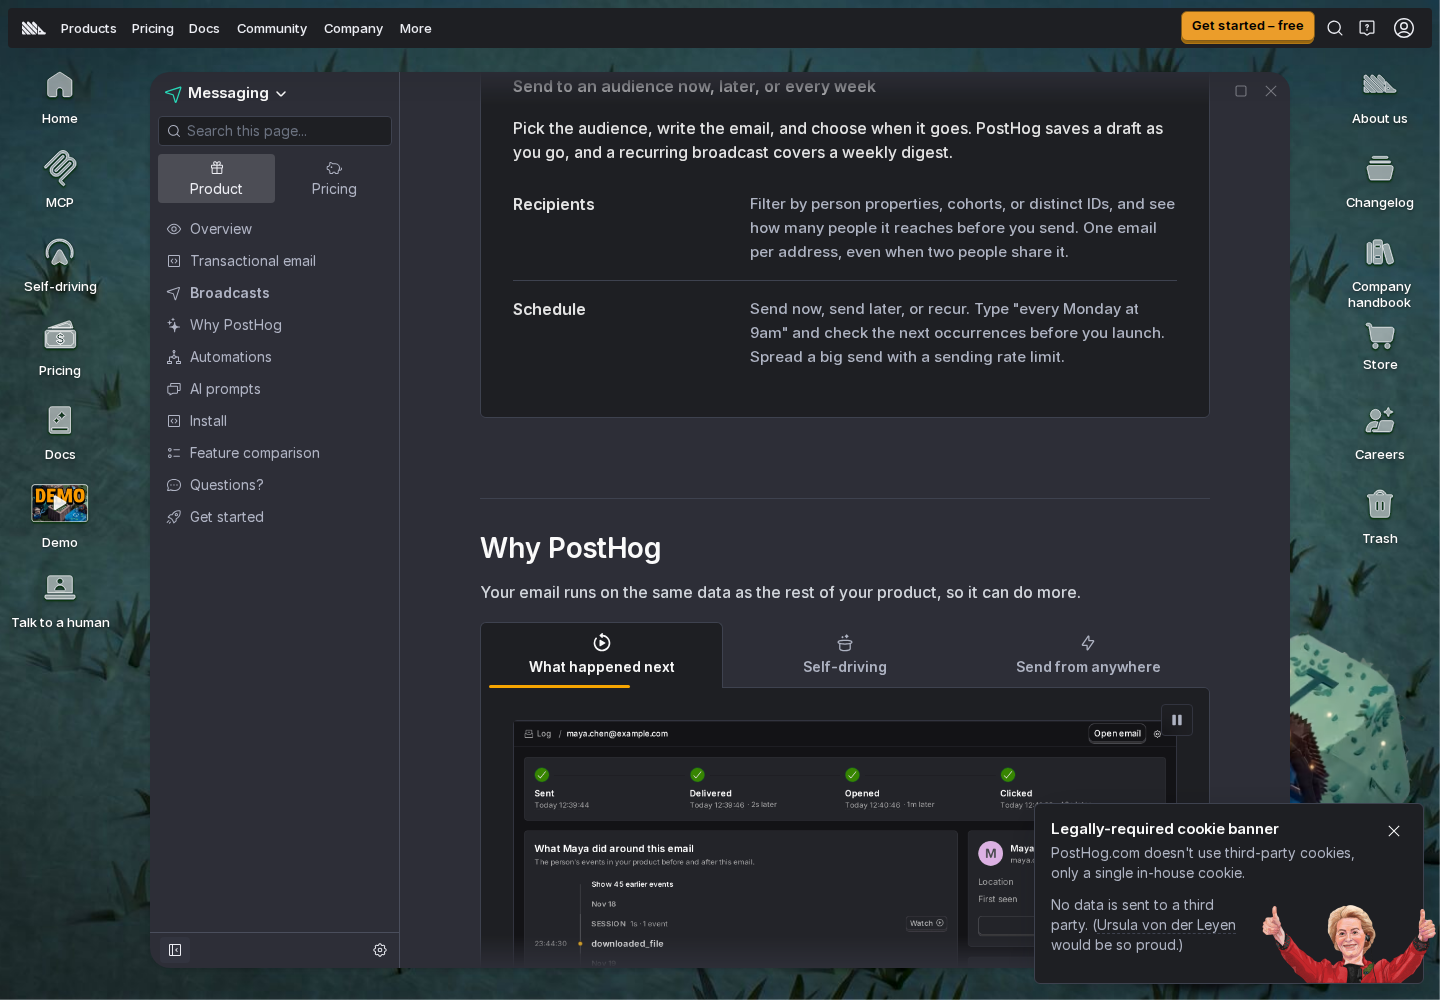 Products
Pricing
Docs
Community
Company
More
Get started – free
Home
MCP
Self-driving
Pricing
Docs
DEMO
Demo
Talk to a human
Messaging
Search this page...
Product
Pricing
Overview
Transactional email
Broadcasts
Why PostHog
Automations
AI prompts
Install
Feature comparison
Questions?
Get started
Send to an audience now, later, or every week
Pick the audience, write the email, and choose when it goes. PostHog saves a draft as
you go, and a recurring broadcast covers a weekly digest.
Recipients
Filter by person properties, cohorts, or distinct IDs, and see
how many people it reaches before you send. One email
per address, even when two people share it.
Schedule
Send now, send later, or recur. Type "every Monday at
9am" and check the next occurrences before you launch.
Spread a big send with a sending rate limit.
Why PostHog
Your email runs on the same data as the rest of your product, so it can do more.
What happened next
Self-driving
Send from anywhere
Log / maya.chen@example.com
Open email
Sent
Today 12:39:44
Delivered
Today 12:39:46 · 2s later
Opened
Today 12:40:46 · 1m later
Clicked
What Maya did around this email
The person's events in your product before and after this email.
Show 45 earlier events
Nov 18
SESSION 1s · 1 event
Watch
23:44:30 downloaded_file
M
Maya
Location
First seen
About us
Changelog
Company
handbook
Store
Careers
Trash
Legally-required cookie banner
PostHog.com doesn't use third-party cookies,
only a single in-house cookie.
No data is sent to a third
party. (Ursula von der Leyen
would be so proud.)